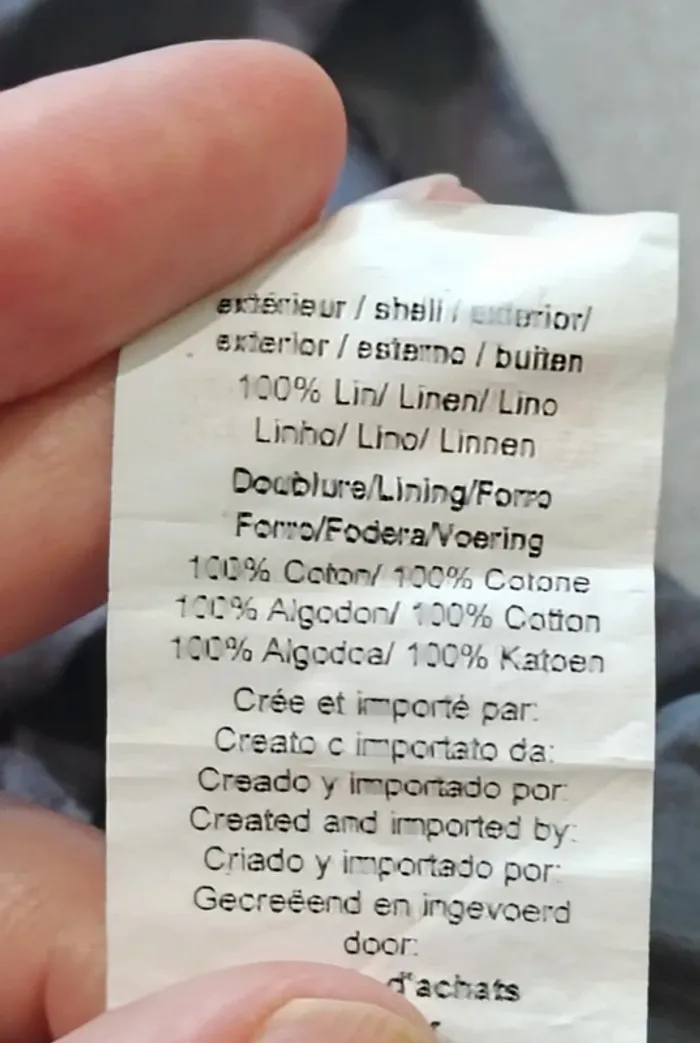 extérieur / shell / exterior/
exterior / esterno / buiten
100% Lin/ Linen/ Lino
Linho/ Lino/ Linnen
Doublure/Lining/Forro
Forro/Fodera/Voering
100% Coton/ 100% Cotone
100% Algodon/ 100% Cotton
100% Algodoa/ 100% Katoen
Crée et importé par:
Creato c importato da:
Creado y importado por:
Created and imported by:
Criado y importado por:
Gecreëend en ingevoerd
door:
d'achats